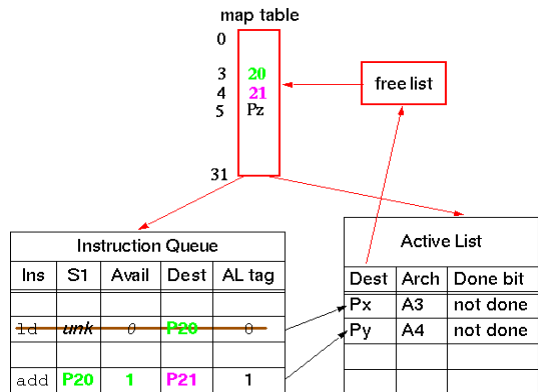 map table
0
3 20
4 21
5 Pz
31
free list
Instruction Queue
Ins S1 Avail Dest AL tag
ld unk 0 P20 0
add P20 1 P21 1
Active List
Dest Arch Done bit
Px A3 not done
Py A4 not done